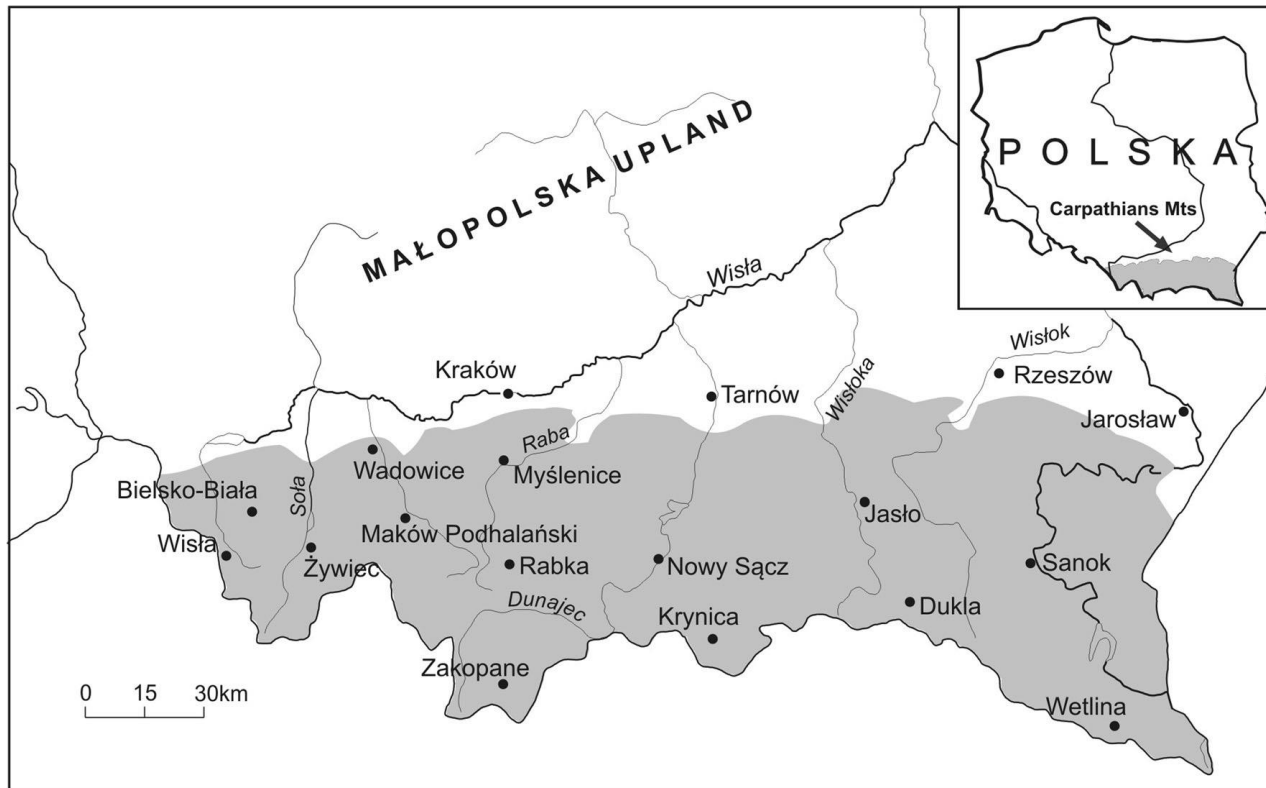 POLSKA
Carpathians Mts
MAŁOPOLSKA UPLAND
Wisła
Wisłok
Kraków
Rzeszów
Wisłoka
Tarnów
Jarosław
Raba
Wadowice
Myślenice
Bielsko-Biała
Soła
Jasło
Maków Podhalański
Wisła
Żywiec
Rabka
Nowy Sącz
Sanok
Dunajec
Dukla
Krynica
Zakopane
0 15 30km
Wetlina